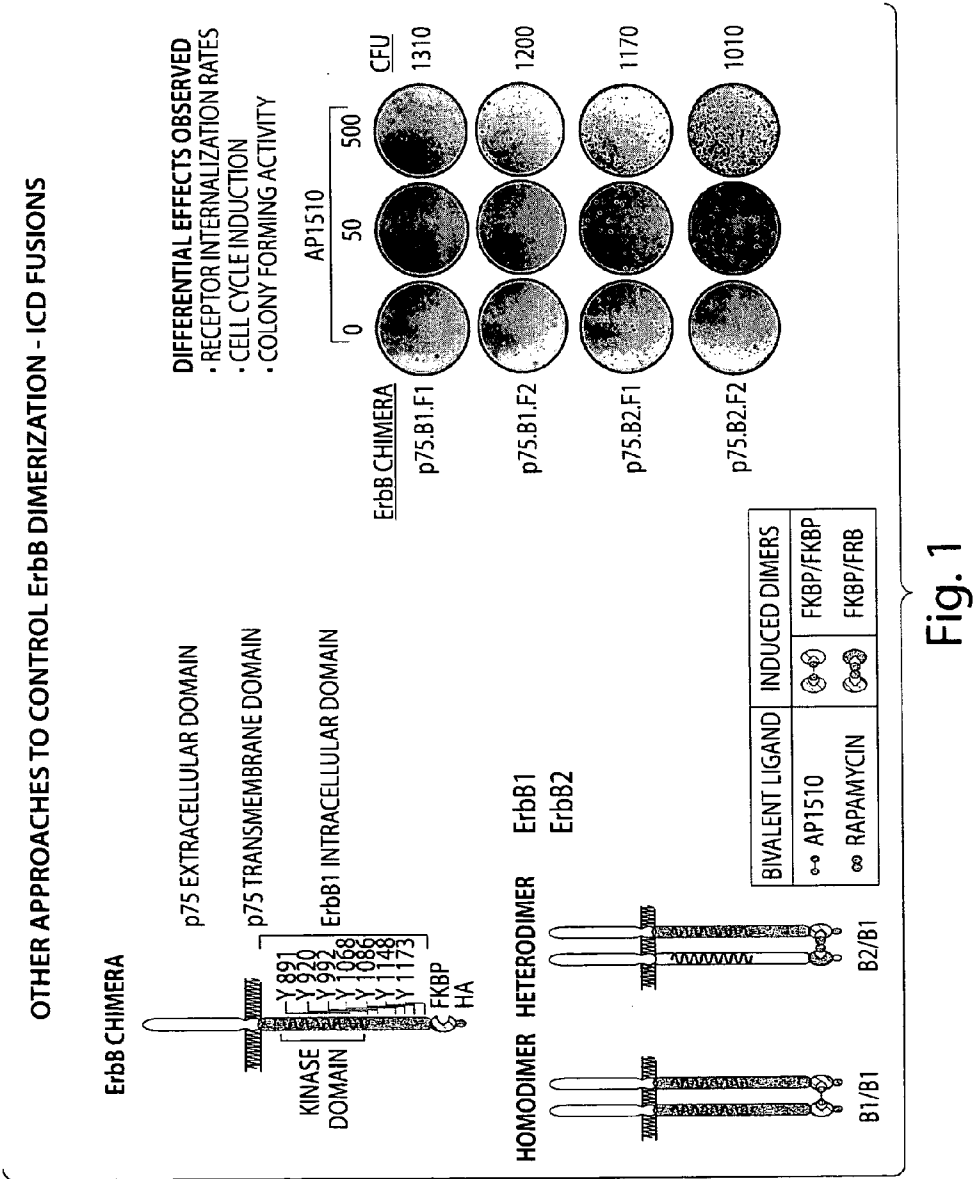 OTHER APPROACHES TO CONTROL ErbB DIMERIZATION - ICD FUSIONS
ErbB CHIMERA
p75 EXTRACELLULAR DOMAIN
p75 TRANSMEMBRANE DOMAIN
ErbB1 INTRACELLULAR DOMAIN
KINASE
DOMAIN
Y 891
Y 920
Y 992
Y 1068
Y 1086
Y 1148
Y 1173
FKBP
HA
HOMODIMER
HETERODIMER
ErbB1
ErbB2
B1/B1
B2/B1
BIVALENT LIGAND INDUCED DIMERS
AP1510 FKBP/FKBP
RAPAMYCIN FKBP/FRB
DIFFERENTIAL EFFECTS OBSERVED
· RECEPTOR INTERNALIZATION RATES
· CELL CYCLE INDUCTION
· COLONY FORMING ACTIVITY
AP1510
ErbB CHIMERA 0 50 500 CFU
p75.B1.F1 1310
p75.B1.F2 1200
p75.B2.F1 1170
p75.B2.F2 1010
Fig. 1